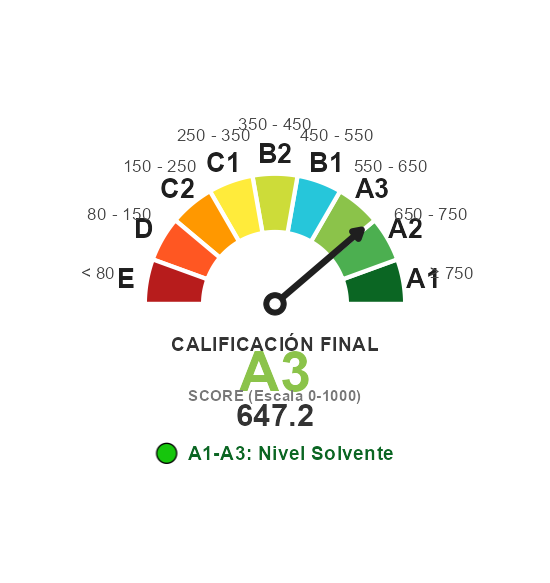 350 - 450
250 - 350
450 - 550
B2
C1
B1
150 - 250
550 - 650
C2
A3
80 - 150
650 - 750
D
A2
< 80
E
A1
≥ 750
CALIFICACIÓN FINAL
A3
SCORE (Escala 0-1000)
647.2
A1-A3: Nivel Solvente